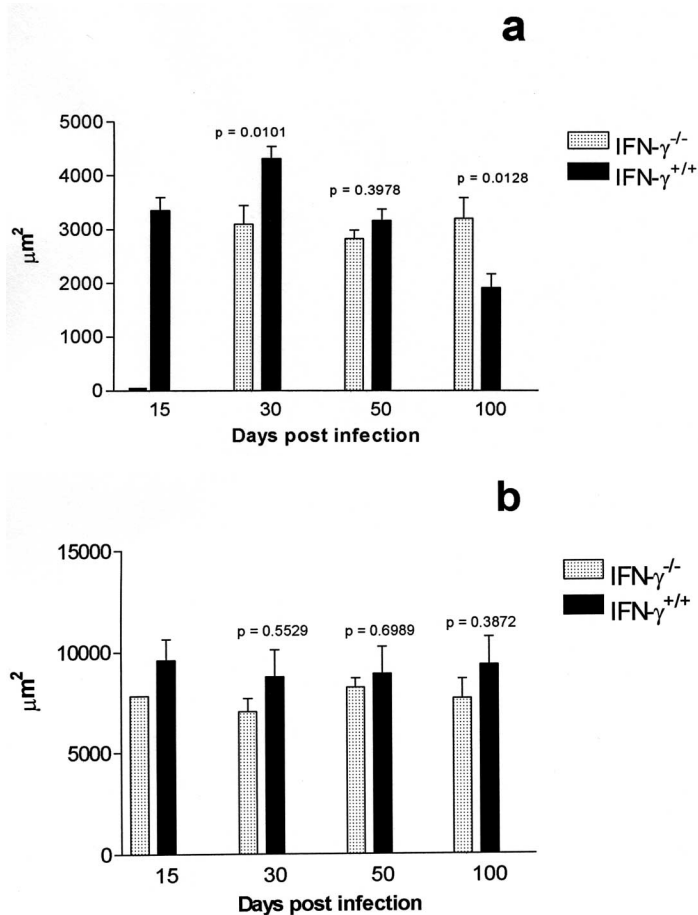 a
5000
4000
3000
2000
1000
0
μm²
p = 0.0101
p = 0.3978
p = 0.0128
IFN-γ-/-
IFN-γ+/+
15 30 50 100
Days post infection
b
15000
10000
5000
0
μm²
p = 0.5529
p = 0.6989
p = 0.3872
IFN-γ-/-
IFN-γ+/+
15 30 50 100
Days post infection